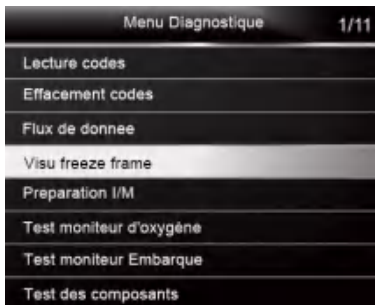 Menu Diagnostique 1/11
Lecture codes
Effacement codes
Flux de donnee
Visu freeze frame
Preparation I/M
Test moniteur d'oxygéne
Test moniteur Embarque
Test des composants